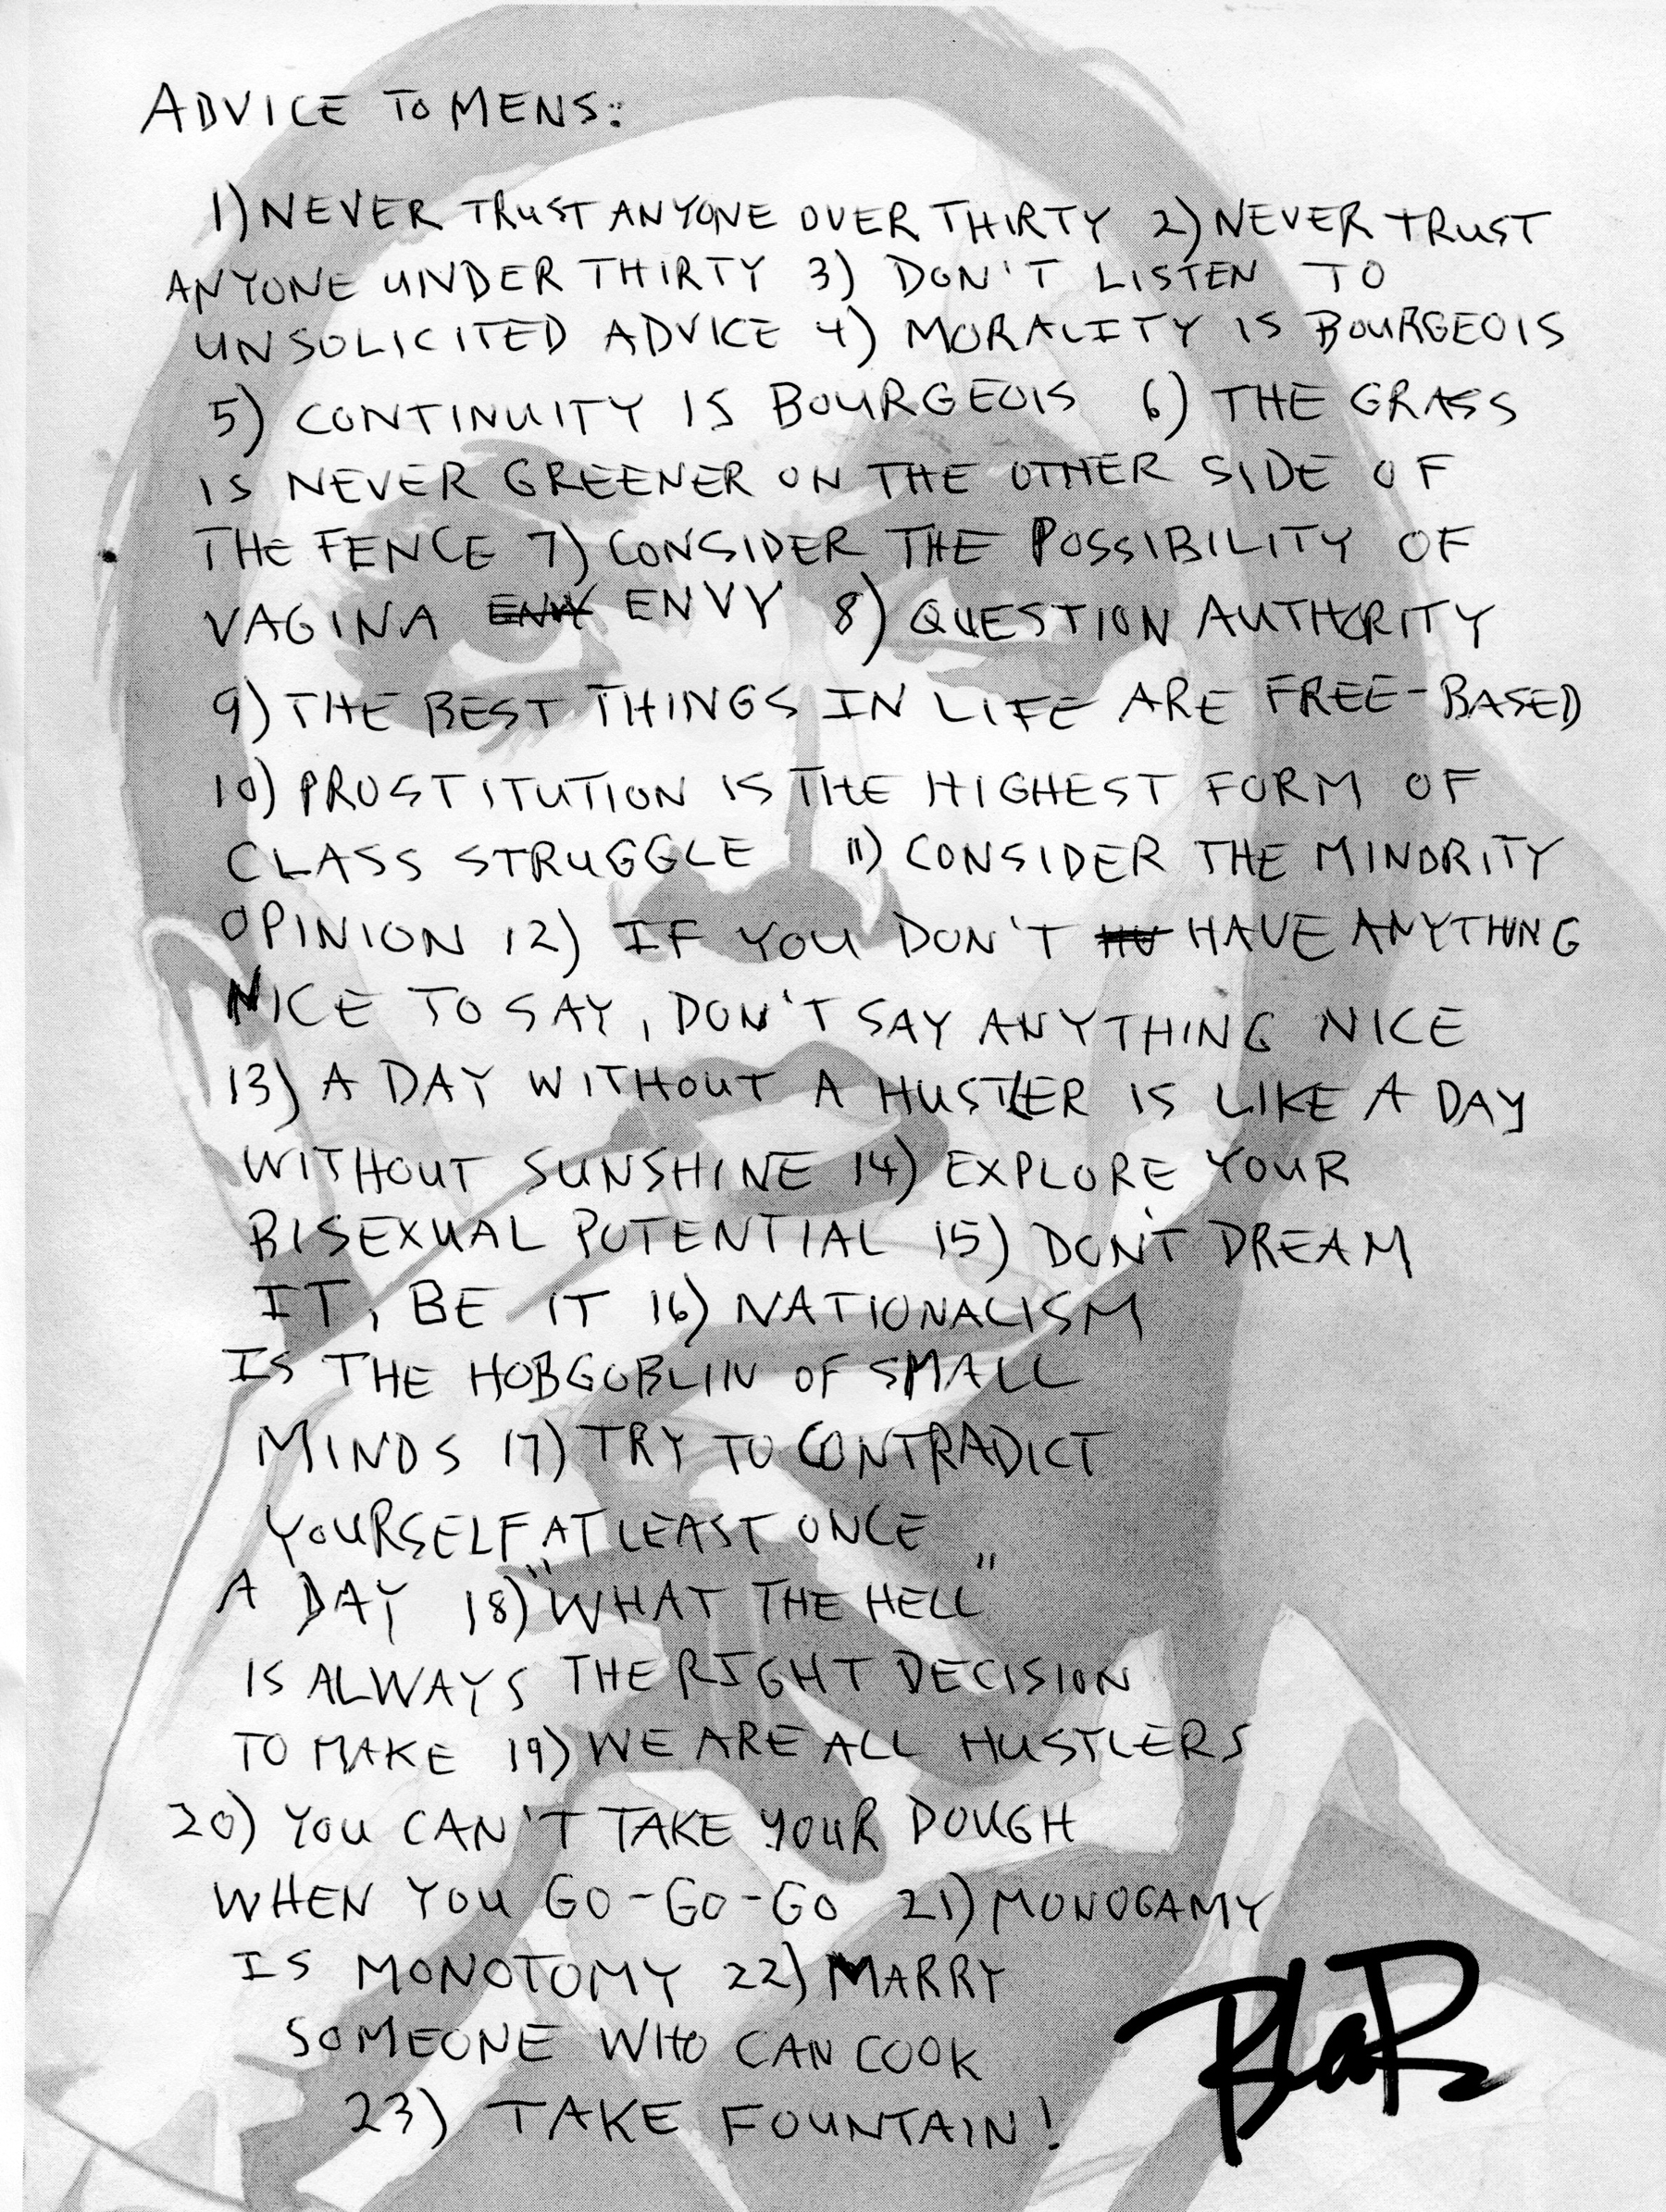 ADVICE TO MENS:
1) NEVER TRUST ANYONE OVER THIRTY 2) NEVER TRUST
ANYONE UNDER THIRTY 3) DON'T LISTEN TO
UNSOLICITED ADVICE 4) MORALITY IS BOURGEOIS
5) CONTINUITY IS BOURGEOIS 6) THE GRASS
IS NEVER GREENER ON THE OTHER SIDE OF
THE FENCE 7) CONSIDER THE POSSIBILITY OF
VAGINA ENVY 8) QUESTION AUTHORITY
9) THE BEST THINGS IN LIFE ARE FREE-BASED
10) PROSTITUTION IS THE HIGHEST FORM OF
CLASS STRUGGLE 11) CONSIDER THE MINORITY
OPINION 12) IF YOU DON'T HAVE ANYTHING
NICE TO SAY, DON'T SAY ANYTHING NICE
13) A DAY WITHOUT A HUSTLER IS LIKE A DAY
WITHOUT SUNSHINE 14) EXPLORE YOUR
BISEXUAL POTENTIAL 15) DON'T DREAM
IT, BE IT 16) NATIONALISM
IS THE HOBGOBLIN OF SMALL
MINDS 17) TRY TO CONTRADICT
YOURSELF AT LEAST ONCE
A DAY 18) "WHAT THE HELL"
IS ALWAYS THE RIGHT DECISION
TO MAKE 19) WE ARE ALL HUSTLERS
20) YOU CAN'T TAKE YOUR DOUGH
WHEN YOU GO-GO-GO 21) MONOGAMY
IS MONOTOMY 22) MARRY
SOMEONE WHO CAN COOK
23) TAKE FOUNTAIN!